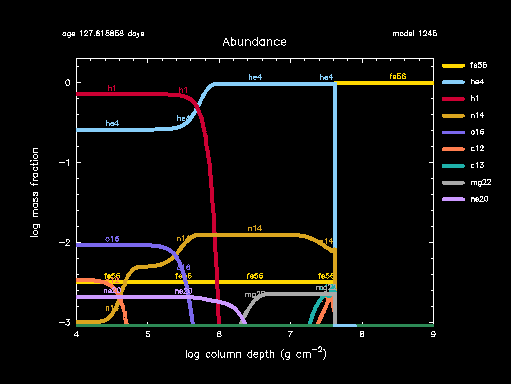 age 127.615858 days
model 1245
Abundance
log mass fraction
0
−1
−2
−3
4 5 6 7 8 9
log column depth (g cm−2)
fe56
he4
h1
n14
o16
c12
c13
mg22
ne20
h1
h1
he4
he4
he4
he4
fe56
o16
n14
n14
fe56
fe56
fe56
ne20
ne20
mg22